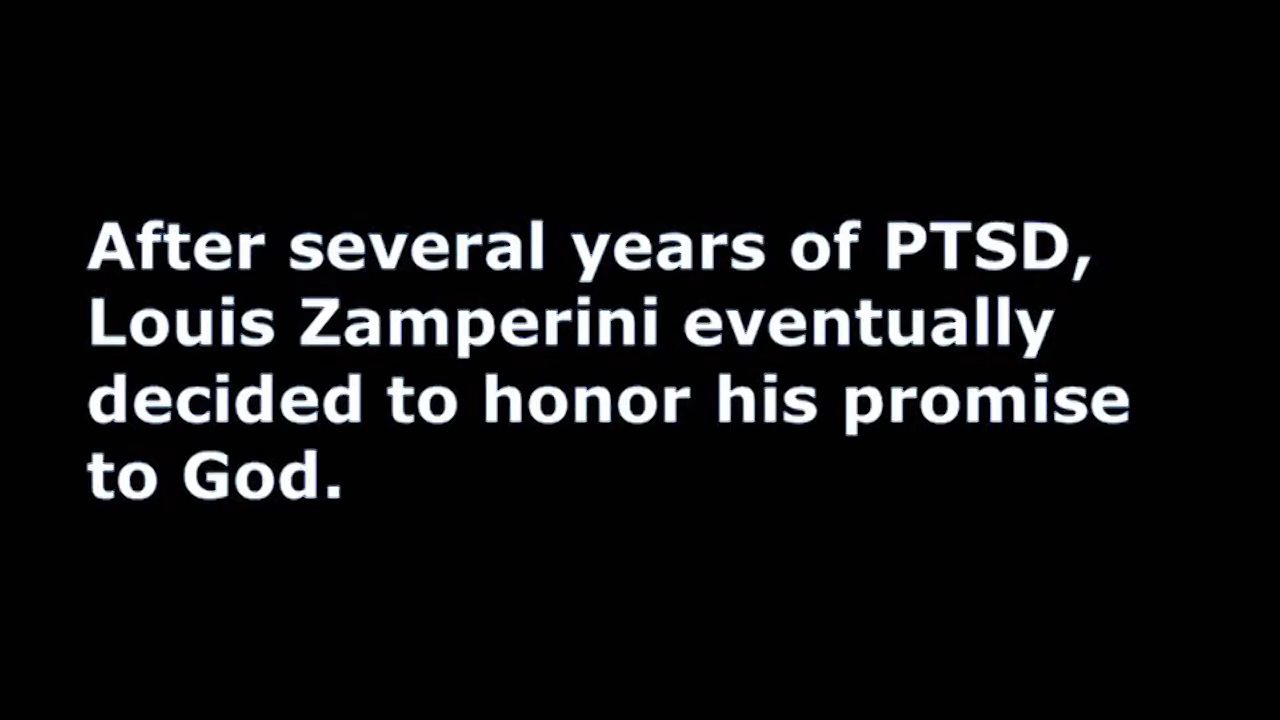 After several years of PTSD,
Louis Zamperini eventually
decided to honor his promise
to God.